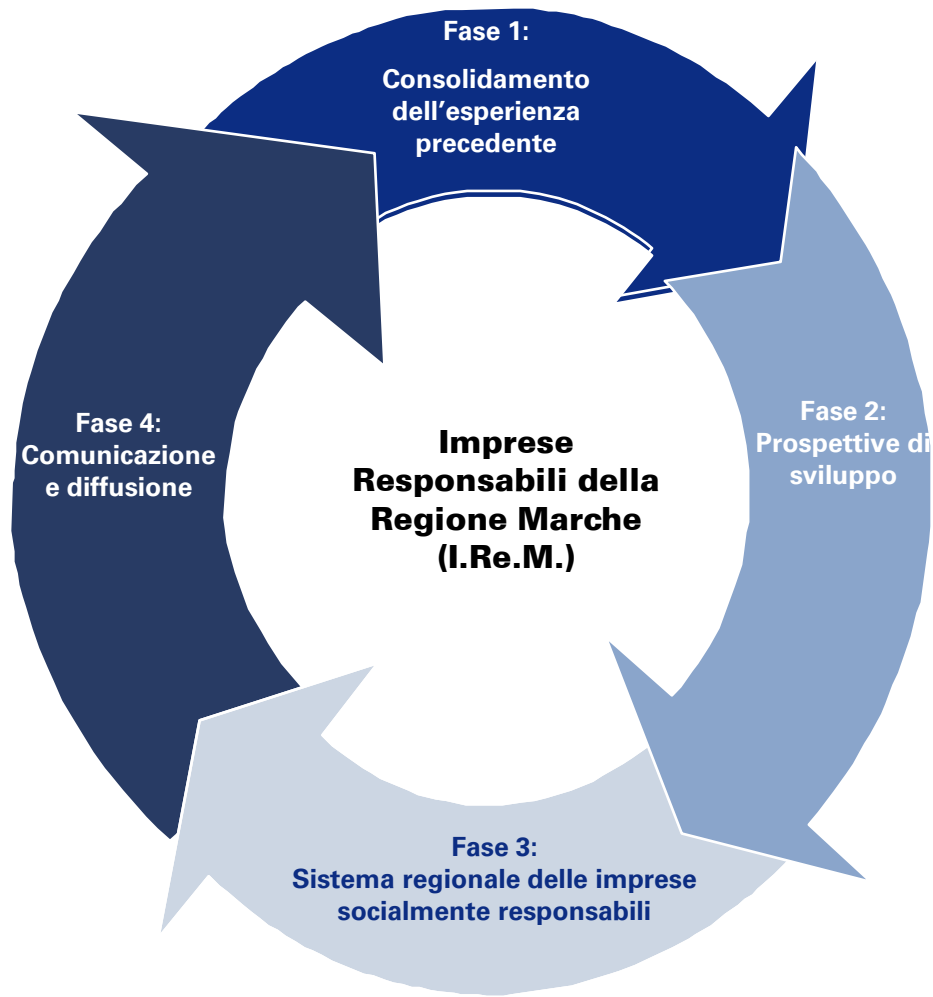 Fase 1:
Consolidamento
dell’esperienza
precedente
Fase 2:
Prospettive di
sviluppo
Fase 3:
Sistema regionale delle imprese
socialmente responsabili
Fase 4:
Comunicazione
e diffusione
Imprese
Responsabili della
Regione Marche
(I.Re.M.)